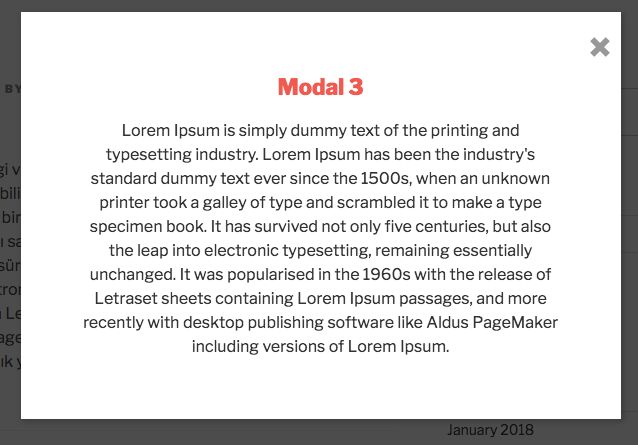 Modal 3
Lorem Ipsum is simply dummy text of the printing and
typesetting industry. Lorem Ipsum has been the industry's
standard dummy text ever since the 1500s, when an unknown
printer took a galley of type and scrambled it to make a type
specimen book. It has survived not only five centuries, but also
the leap into electronic typesetting, remaining essentially
unchanged. It was popularised in the 1960s with the release of
Letraset sheets containing Lorem Ipsum passages, and more
recently with desktop publishing software like Aldus PageMaker
including versions of Lorem Ipsum.
BY
January 2018